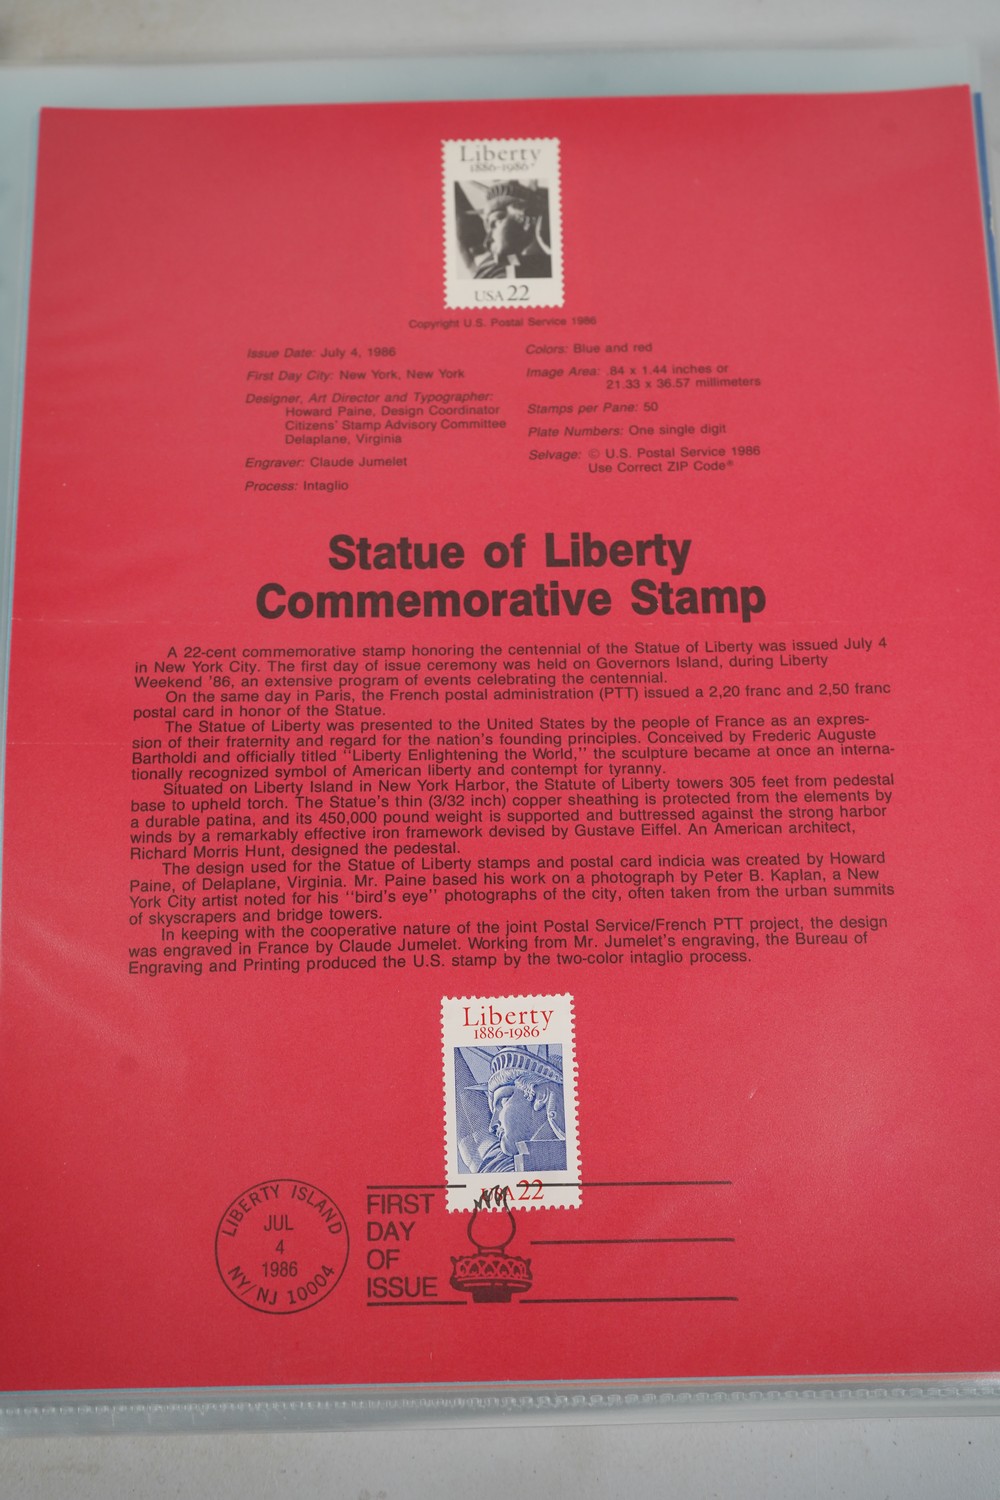 Liberty
1886-1986
USA 22
Copyright U.S. Postal Service 1986
Issue Date: July 4, 1986
First Day City: New York, New York
Designer, Art Director and Typographer:
Howard Paine, Design Coordinator
Citizens' Stamp Advisory Committee
Delaplane, Virginia
Engraver: Claude Jumelet
Process: Intaglio
Colors: Blue and red
Image Area: .84 x 1.44 inches or
21.33 x 36.57 millimeters
Stamps per Pane: 50
Plate Numbers: One single digit
Selvage: © U.S. Postal Service 1986
Use Correct ZIP Code®
Statue of Liberty
Commemorative Stamp
A 22-cent commemorative stamp honoring the centennial of the Statue of Liberty was issued July 4
in New York City. The first day of issue ceremony was held on Governors Island, during Liberty
Weekend '86, an extensive program of events celebrating the centennial.
On the same day in Paris, the French postal administration (PTT) issued a 2,20 franc and 2,50 franc
postal card in honor of the Statue.
The Statue of Liberty was presented to the United States by the people of France as an expres-
sion of their fraternity and regard for the nation's founding principles. Conceived by Frederic Auguste
Bartholdi and officially titled "Liberty Enlightening the World," the sculpture became at once an interna-
tionally recognized symbol of American liberty and contempt for tyranny.
Situated on Liberty Island in New York Harbor, the Statute of Liberty towers 305 feet from pedestal
base to upheld torch. The Statue's thin (3/32 inch) copper sheathing is protected from the elements by
a durable patina, and its 450,000 pound weight is supported and buttressed against the strong harbor
winds by a remarkably effective iron framework devised by Gustave Eiffel. An American architect,
Richard Morris Hunt, designed the pedestal.
The design used for the Statue of Liberty stamps and postal card indicia was created by Howard
Paine, of Delaplane, Virginia. Mr. Paine based his work on a photograph by Peter B. Kaplan, a New
York City artist noted for his "bird's eye" photographs of the city, often taken from the urban summits
of skyscrapers and bridge towers.
In keeping with the cooperative nature of the joint Postal Service/French PTT project, the design
was engraved in France by Claude Jumelet. Working from Mr. Jumelet's engraving, the Bureau of
Engraving and Printing produced the U.S. stamp by the two-color intaglio process.
Liberty
1886-1986
USA 22
LIBERTY ISLAND
JUL
4
1986
NY/NJ 10004
FIRST
DAY
OF
ISSUE